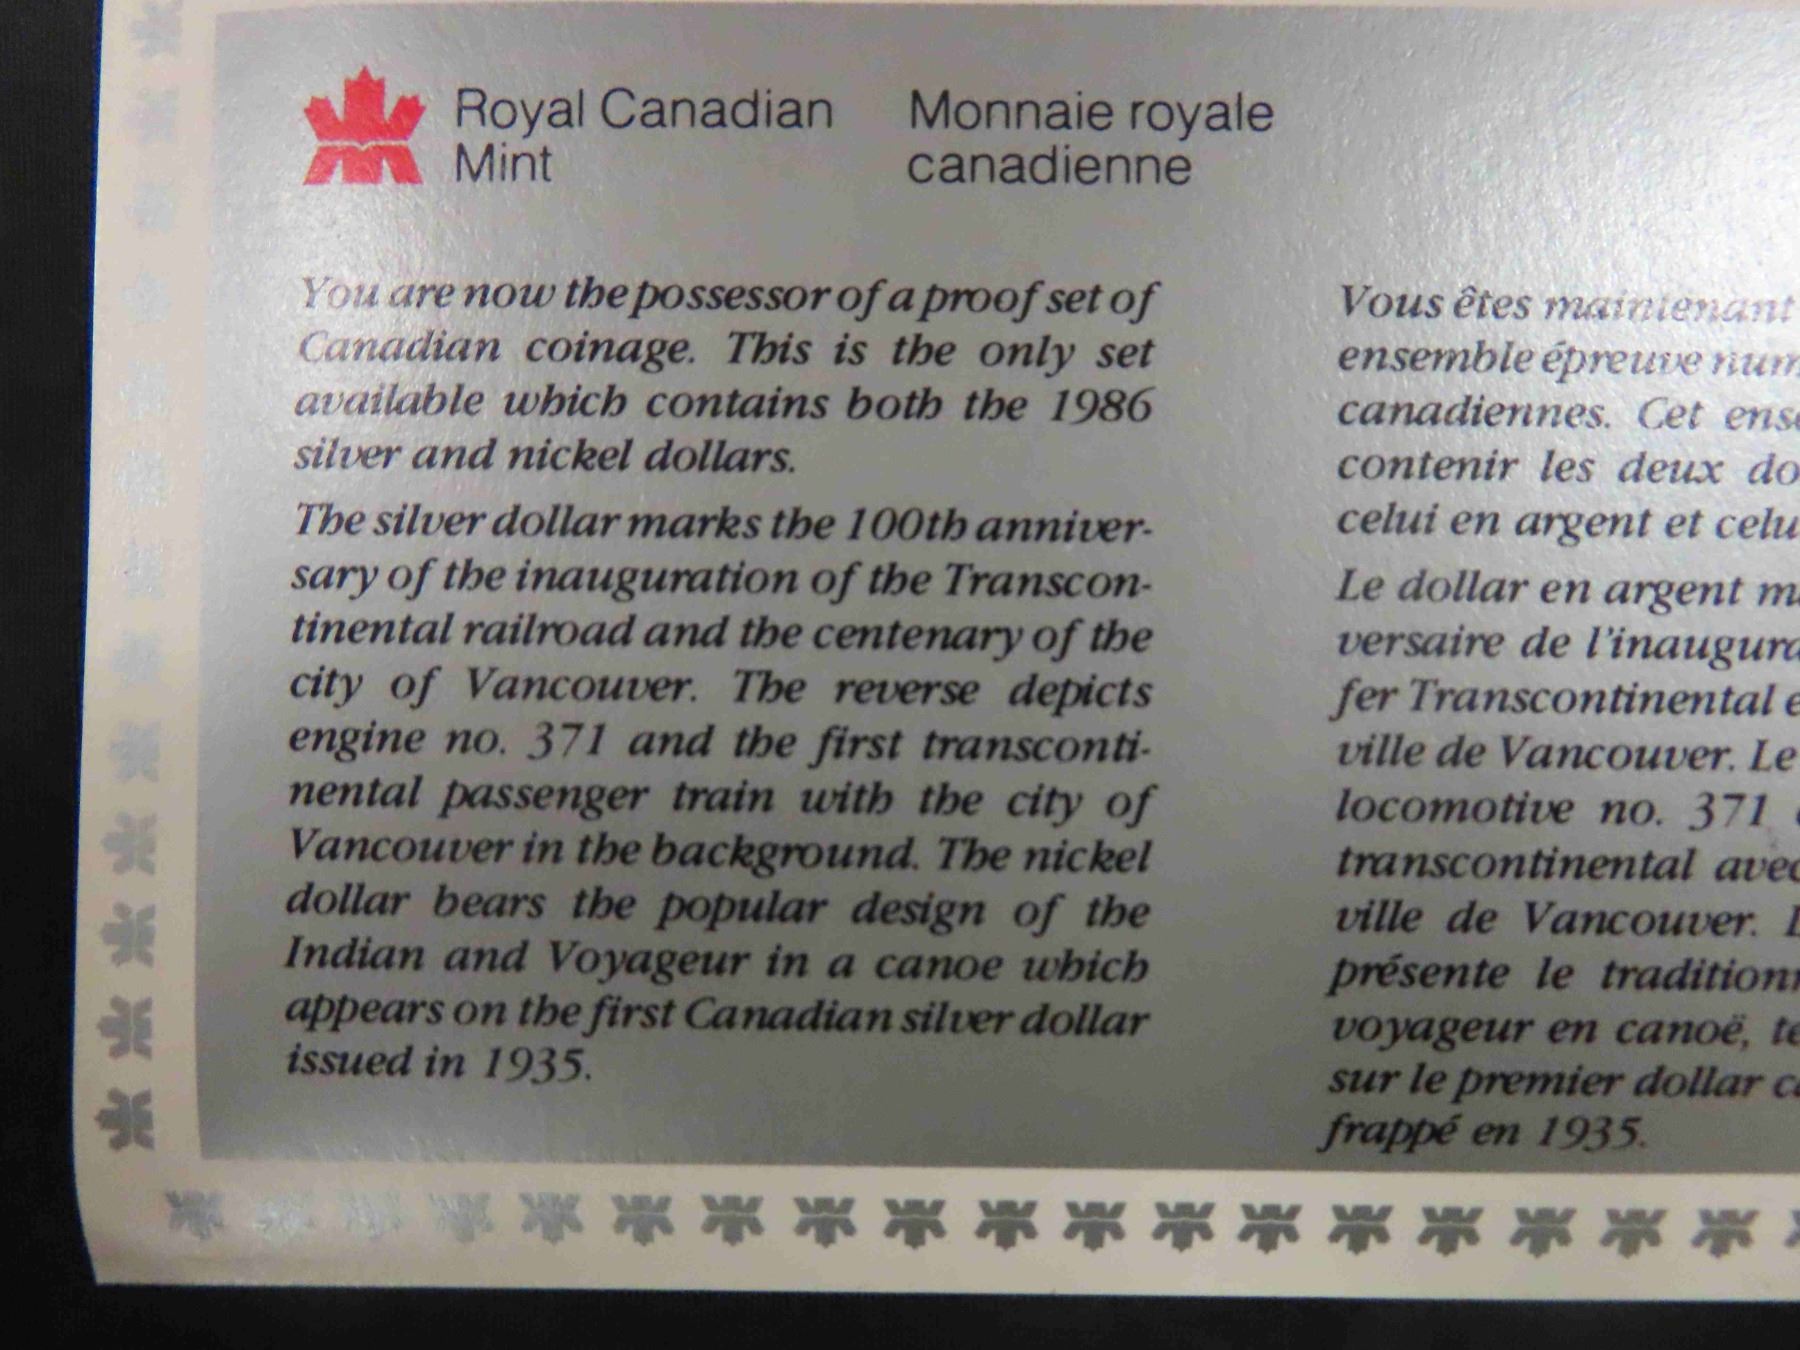 Royal Canadian
Mint
Monnaie royale
canadienne
You are now the possessor of a proof set of
Canadian coinage. This is the only set
available which contains both the 1986
silver and nickel dollars.
The silver dollar marks the 100th anniver-
sary of the inauguration of the Transcon-
tinental railroad and the centenary of the
city of Vancouver. The reverse depicts
engine no. 371 and the first transconti-
nental passenger train with the city of
Vancouver in the background. The nickel
dollar bears the popular design of the
Indian and Voyageur in a canoe which
appears on the first Canadian silver dollar
issued in 1935.
Vous êtes maintenant
ensemble épreuve num
canadiennes. Cet ens
contenir les deux do
celui en argent et celu
Le dollar en argent m
versaire de l'inaugura
fer Transcontinental e
ville de Vancouver. Le
locomotive no. 371
transcontinental avec
ville de Vancouver.
présente le tradition
voyageur en canoë, te
sur le premier dollar c
frappé en 1935.